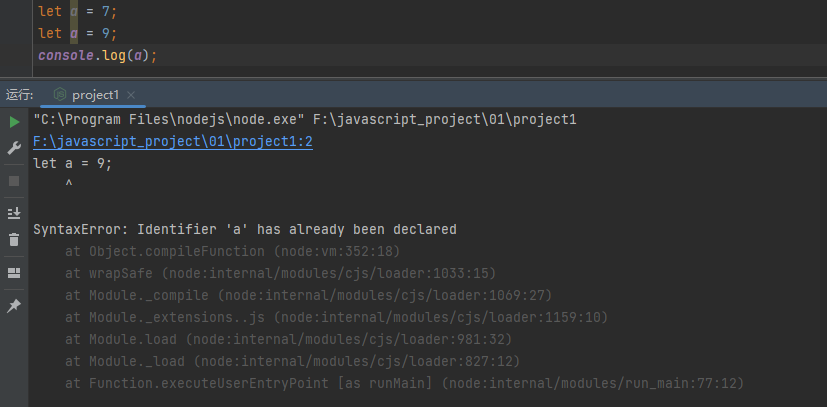 let a = 7;
let a = 9;
console.log(a);
运行: project1 ×
"C:\Program Files\nodejs\node.exe" F:\javascript_project\01\project1
F:\javascript_project\01\project1:2
let a = 9;
^
SyntaxError: Identifier 'a' has already been declared
at Object.compileFunction (node:vm:352:18)
at wrapSafe (node:internal/modules/cjs/loader:1033:15)
at Module._compile (node:internal/modules/cjs/loader:1069:27)
at Module._extensions..js (node:internal/modules/cjs/loader:1159:10)
at Module.load (node:internal/modules/cjs/loader:981:32)
at Module._load (node:internal/modules/cjs/loader:827:12)
at Function.executeUserEntryPoint [as runMain] (node:internal/modules/run_main:77:12)